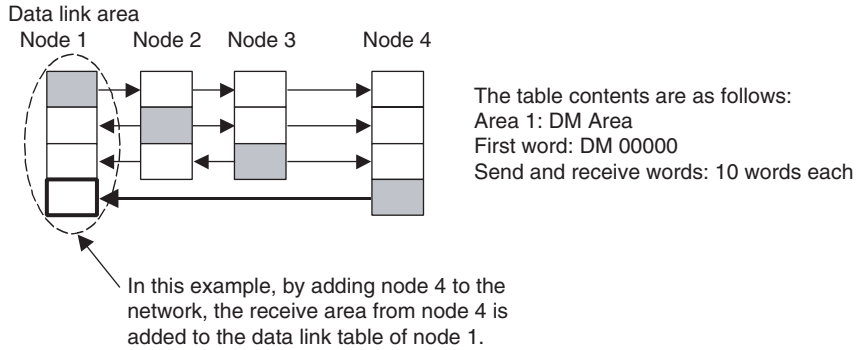 Data link area
Node 1 Node 2 Node 3 Node 4
The table contents are as follows:
Area 1: DM Area
First word: DM 00000
Send and receive words: 10 words each
In this example, by adding node 4 to the
network, the receive area from node 4 is
added to the data link table of node 1.